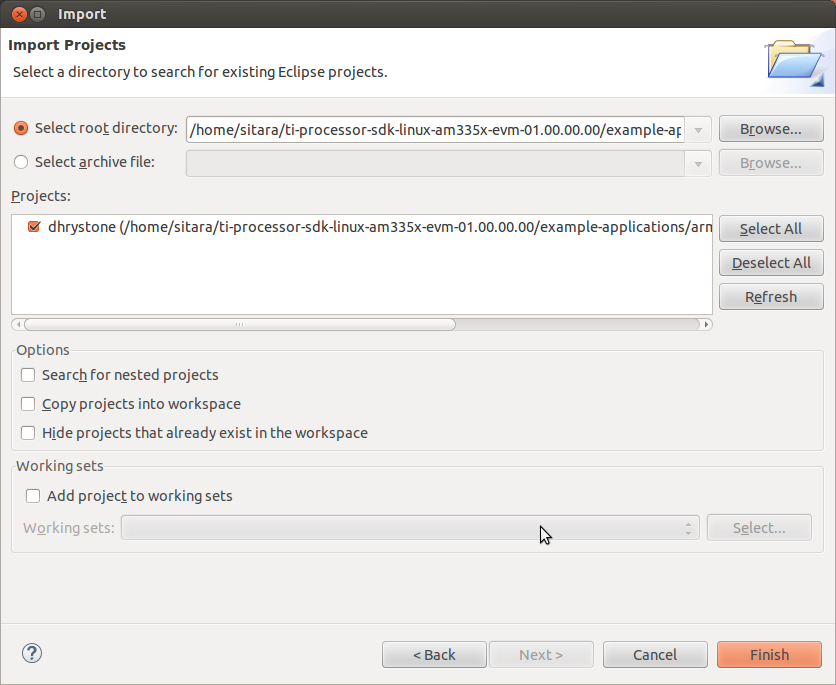 Import
Import Projects
Select a directory to search for existing Eclipse projects.
Select root directory: /home/sitara/ti-processor-sdk-linux-am335x-evm-01.00.00.00/example-ap Browse...
Select archive file: Browse...
Projects:
dhrystone (/home/sitara/ti-processor-sdk-linux-am335x-evm-01.00.00.00/example-applications/arm Select All
Deselect All
Refresh
Options
Search for nested projects
Copy projects into workspace
Hide projects that already exist in the workspace
Working sets
Add project to working sets
Working sets: Select...
? < Back Next > Cancel Finish